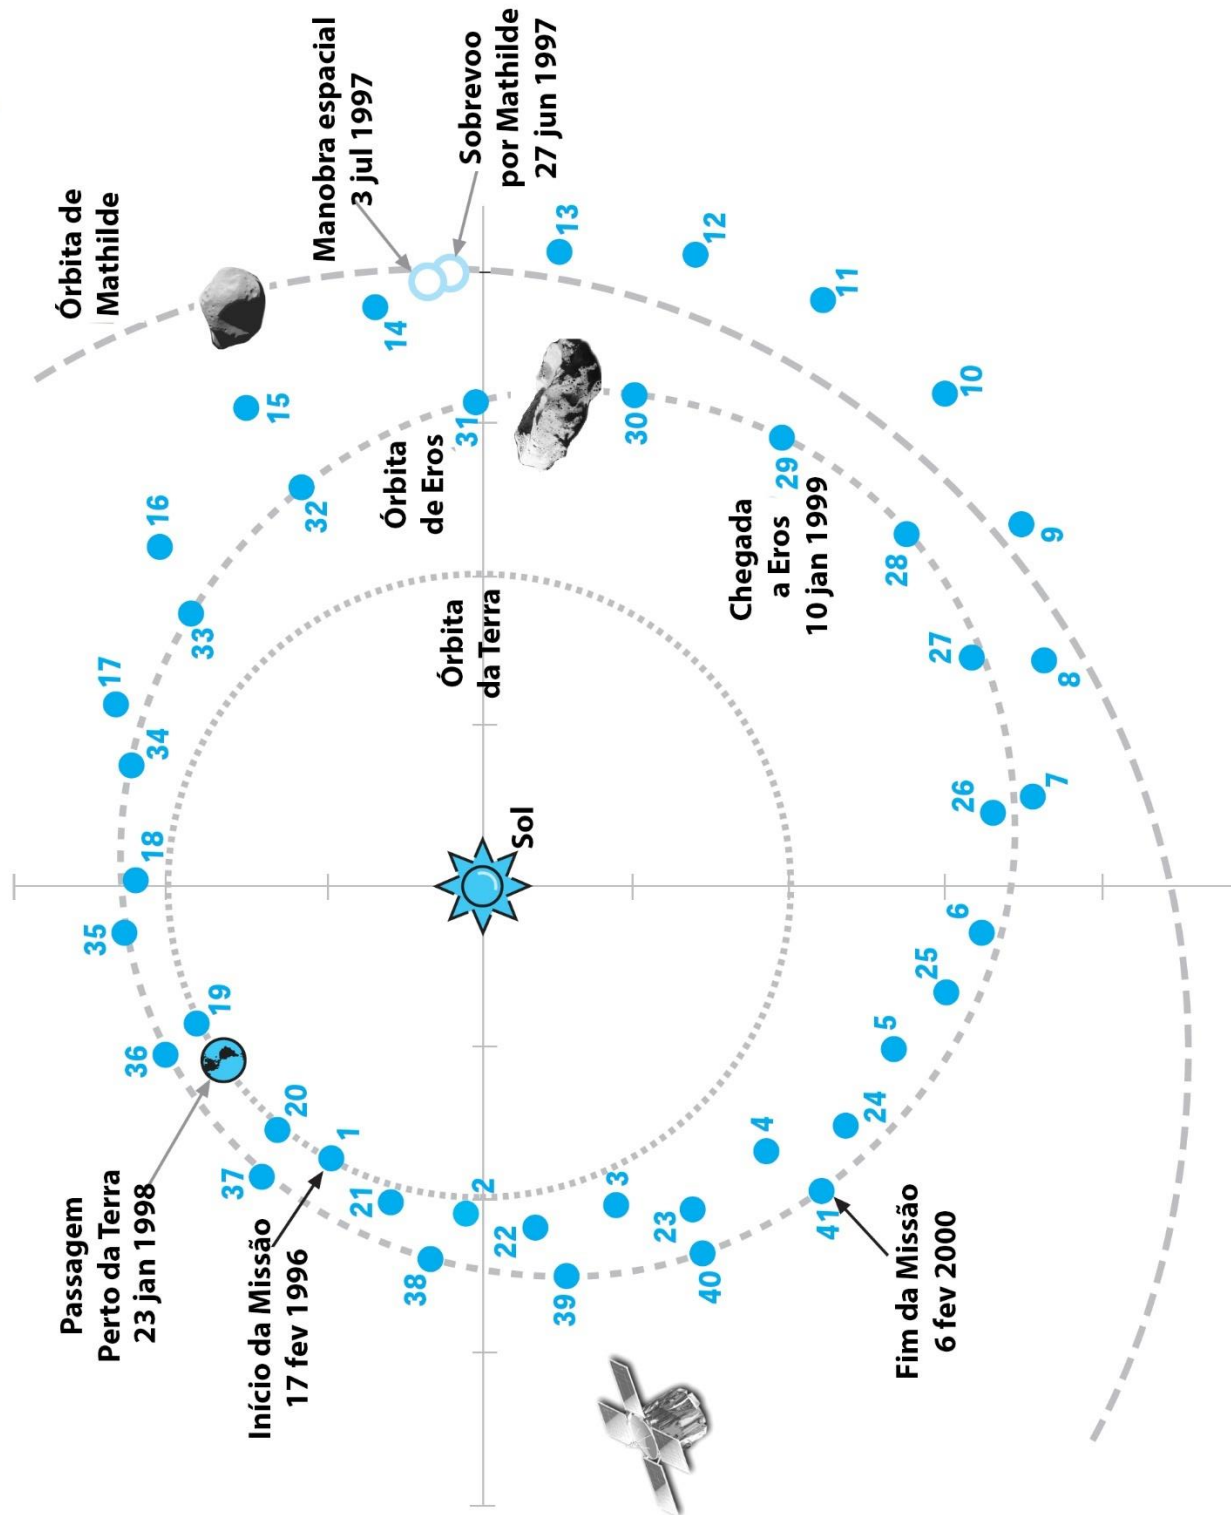 Passagem
Perto da Terra
23 jan 1998
Início da Missão
17 fev 1996
Órbita de
Mathilde
Manobra espacial
3 jul 1997
Sobrevoo
por Mathilde
27 jun 1997
Órbita
de Eros
Órbita
da Terra
Sol
Chegada
a Eros
10 jan 1999
Fim da Missão
6 fev 2000
1
2
3
4
5
6
7
8
9
10
11
12
13
14
15
16
17
18
19
20
21
22
23
24
25
26
27
28
29
30
31
32
33
34
35
36
37
38
39
40
41